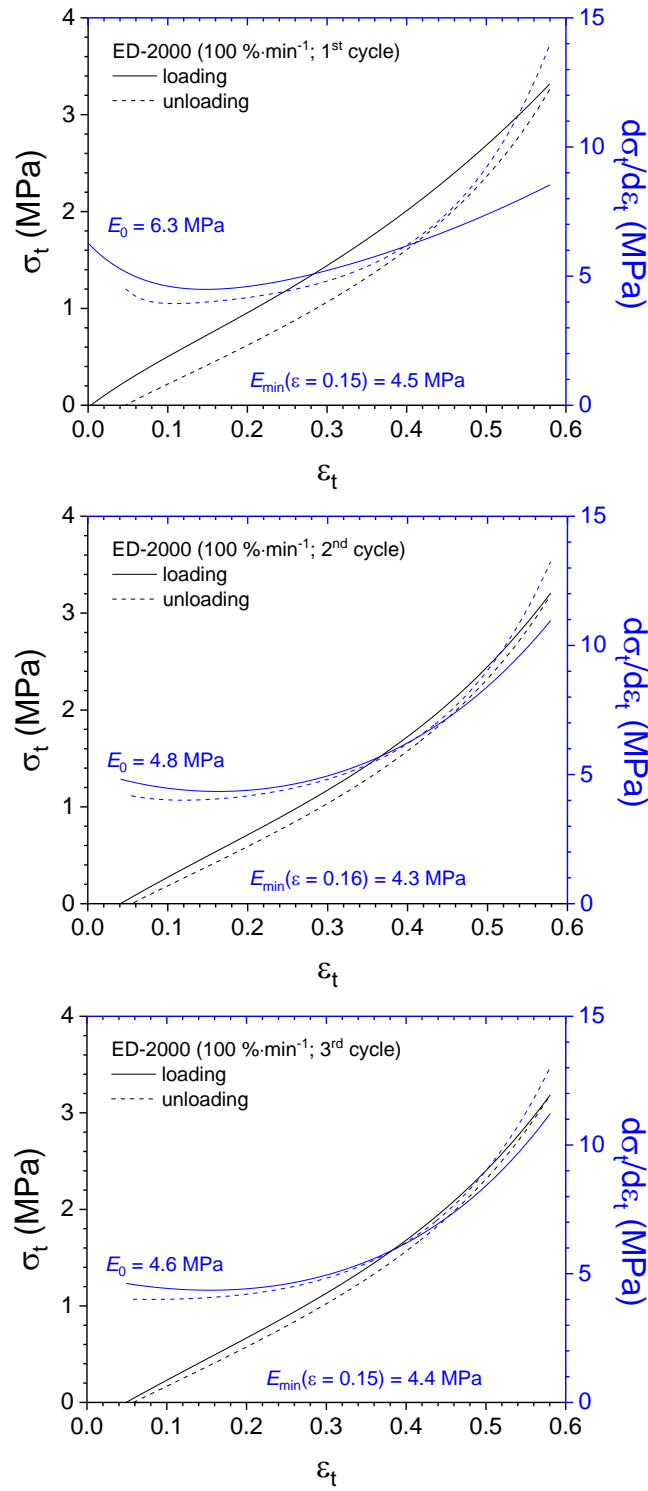 4
3
2
1
0
σt (MPa)
ED-2000 (100 %·min-1; 1st cycle)
loading
unloading
E0 = 6.3 MPa
Emin(ε = 0.15) = 4.5 MPa
15
10
5
0
dσt/dεt (MPa)
0.0 0.1 0.2 0.3 0.4 0.5 0.6
εt
4
3
2
1
0
σt (MPa)
ED-2000 (100 %·min-1; 2nd cycle)
loading
unloading
E0 = 4.8 MPa
Emin(ε = 0.16) = 4.3 MPa
15
10
5
0
dσt/dεt (MPa)
0.0 0.1 0.2 0.3 0.4 0.5 0.6
εt
4
3
2
1
0
σt (MPa)
ED-2000 (100 %·min-1; 3rd cycle)
loading
unloading
E0 = 4.6 MPa
Emin(ε = 0.15) = 4.4 MPa
15
10
5
0
dσt/dεt (MPa)
0.0 0.1 0.2 0.3 0.4 0.5 0.6
εt